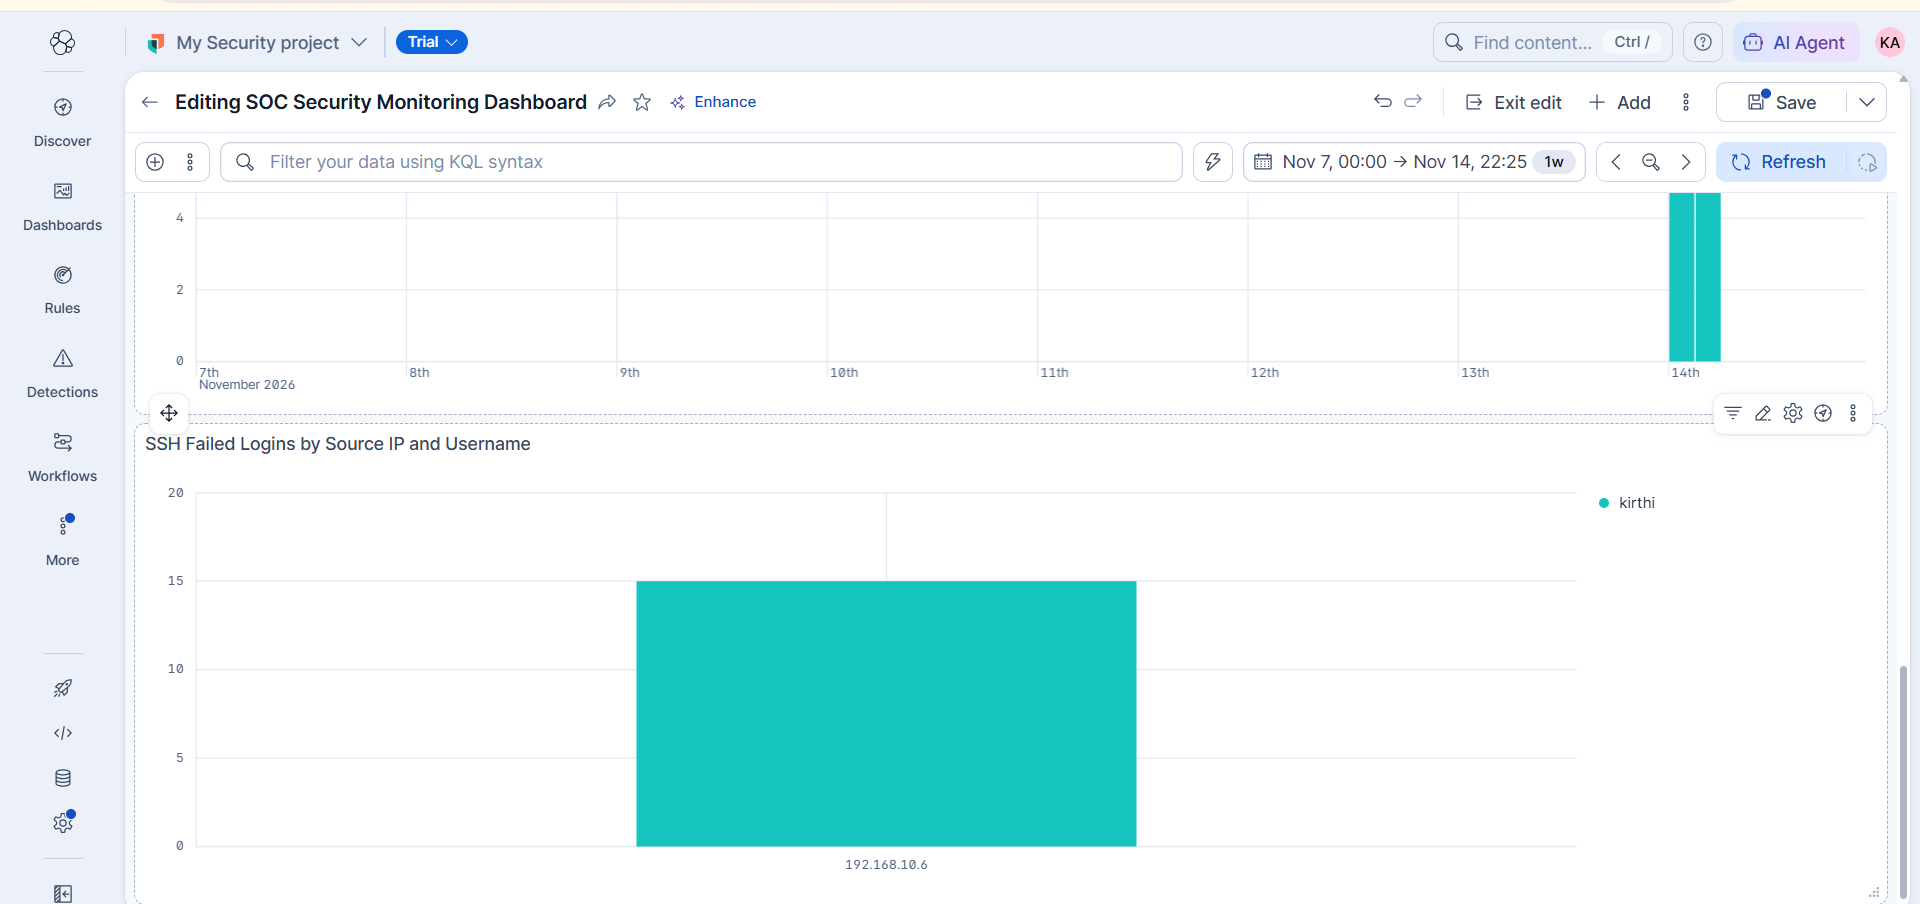 My Security project
Trial
Find content... Ctrl /
AI Agent
KA
Editing SOC Security Monitoring Dashboard
Enhance
Exit edit
Add
Save
Filter your data using KQL syntax
Nov 7, 00:00 → Nov 14, 22:25 1w
Refresh
Discover
Dashboards
Rules
Detections
Workflows
More
4
2
0
7th 8th 9th 10th 11th 12th 13th 14th
November 2026
SSH Failed Logins by Source IP and Username
20
15
10
5
0
192.168.10.6
kirthi